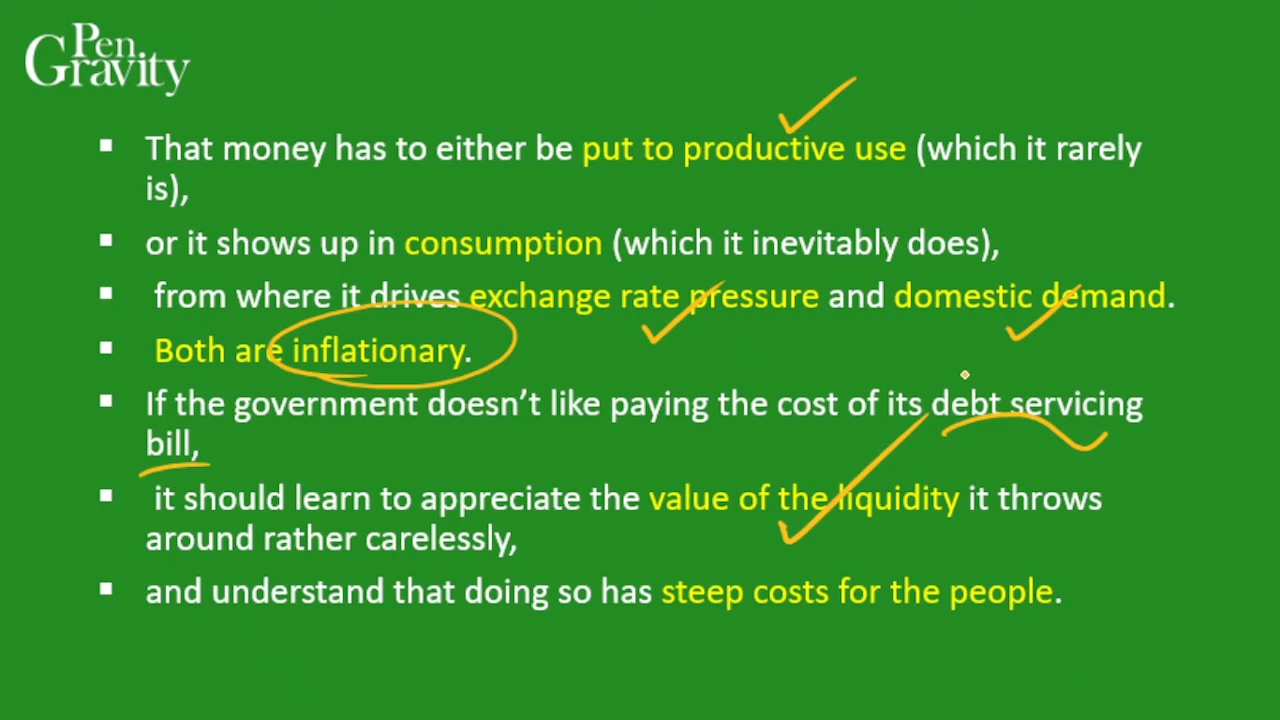 Pen
Gravity
▪ That money has to either be put to productive use (which it rarely
is),
▪ or it shows up in consumption (which it inevitably does),
▪ from where it drives exchange rate pressure and domestic demand.
▪ Both are inflationary.
▪ If the government doesn’t like paying the cost of its debt servicing
bill,
▪ it should learn to appreciate the value of the liquidity it throws
around rather carelessly,
▪ and understand that doing so has steep costs for the people.